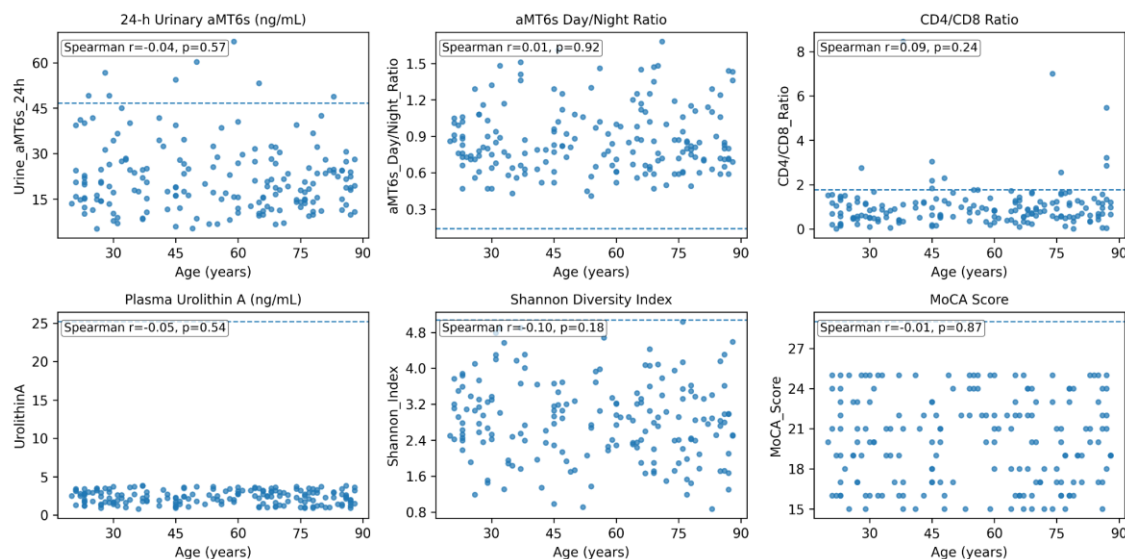 24-h Urinary aMT6s (ng/mL)
Spearman r=-0.04, p=0.57
Urine_aMT6s_24h
60
45
30
15
30 45 60 75 90
Age (years)
aMT6s Day/Night Ratio
Spearman r=0.01, p=0.92
aMT6s_Day/Night_Ratio
1.5
1.2
0.9
0.6
0.3
30 45 60 75 90
Age (years)
CD4/CD8 Ratio
Spearman r=0.09, p=0.24
CD4/CD8_Ratio
8
6
4
2
0
30 45 60 75 90
Age (years)
Plasma Urolithin A (ng/mL)
Spearman r=-0.05, p=0.54
UrolithinA
25
20
15
10
5
0
30 45 60 75 90
Age (years)
Shannon Diversity Index
Spearman r=-0.10, p=0.18
Shannon_Index
4.8
4.0
3.2
2.4
1.6
0.8
30 45 60 75 90
Age (years)
MoCA Score
Spearman r=-0.01, p=0.87
MoCA_Score
27
24
21
18
15
30 45 60 75 90
Age (years)